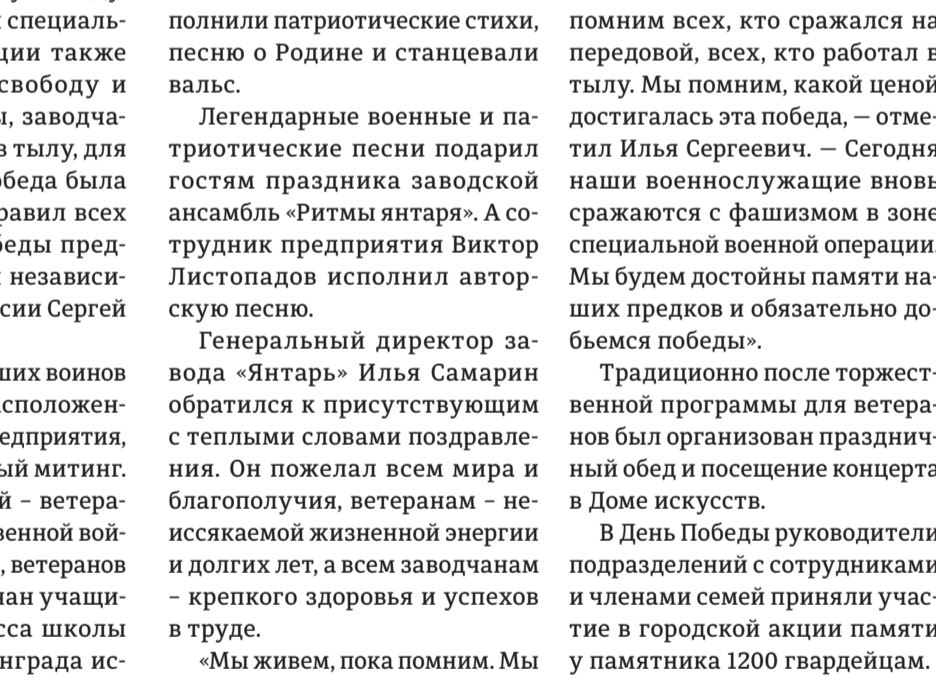 специаль-
ции также
свободу и
заводча-
в тылу, для
обеда была
равил всех
беды пред-
независи-
сии Сергей
ших воинов
сположен-
едприятия,
ый митинг.
й – ветера-
венной вой-
, ветеранов
чан учащи-
сса школы
нграда ис-
полнили патриотические стихи,
песню о Родине и станцевали
вальс.
Легендарные военные и па-
триотические песни подарил
гостям праздника заводской
ансамбль «Ритмы янтаря». А со-
трудник предприятия Виктор
Листопадов исполнил автор-
скую песню.
Генеральный директор за-
вода «Янтарь» Илья Самарин
обратился к присутствующим
с теплыми словами поздравле-
ния. Он пожелал всем мира и
благополучия, ветеранам – не-
иссякаемой жизненной энергии
и долгих лет, а всем заводчанам
– крепкого здоровья и успехов
в труде.
«Мы живем, пока помним. Мы
помним всех, кто сражался на
передовой, всех, кто работал в
тылу. Мы помним, какой ценой
достигалась эта победа, — отме-
тил Илья Сергеевич. — Сегодня
наши военнослужащие вновь
сражаются с фашизмом в зоне
специальной военной операции.
Мы будем достойны памяти на-
ших предков и обязательно до-
бьемся победы».
Традиционно после торжест-
венной программы для ветера-
нов был организован празднич-
ный обед и посещение концерта
в Доме искусств.
В День Победы руководители
подразделений с сотрудниками
и членами семей приняли учас-
тие в городской акции памяти
у памятника 1200 гвардейцам.